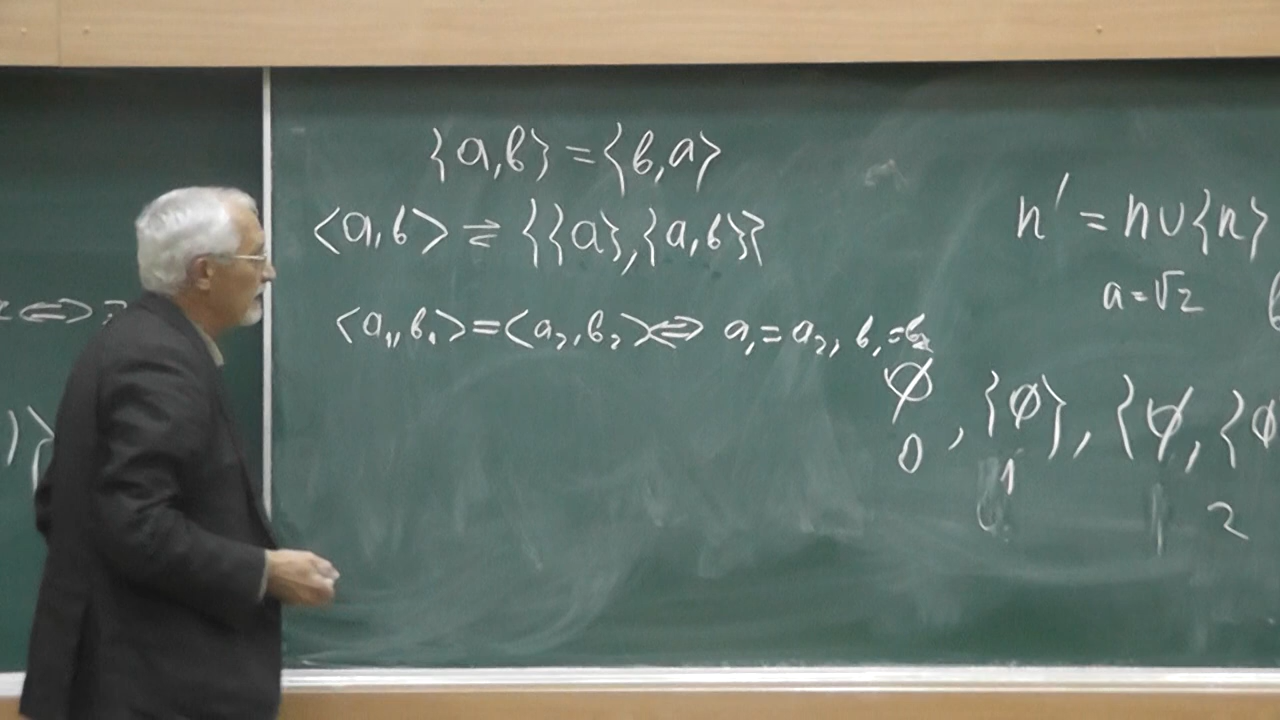 {a,b} = {b,a}
<a,b> ⇌ {{a},{a,b}}
<a₁,b₁> = <a₂,b₂> ⇔ a₁ = a₂, b₁ = b₂
n' = n∪{n}
a = √2
∅, {∅}, {∅, {∅
0 1 2